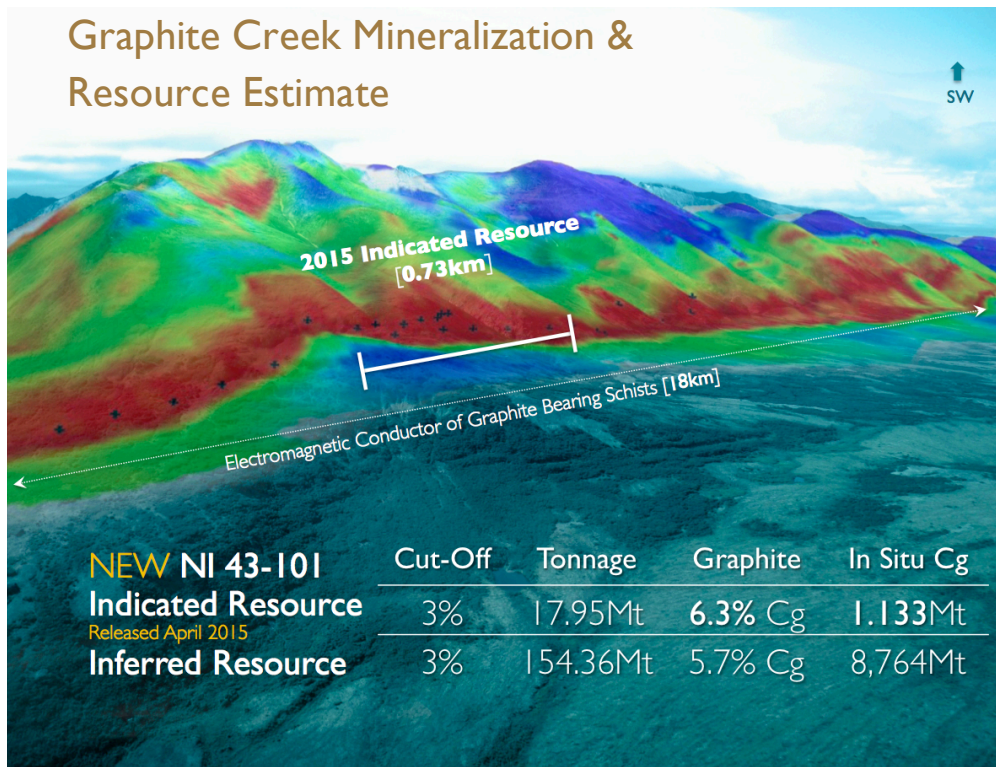 Graphite Creek Mineralization &
Resource Estimate
SW
2015 Indicated Resource
[0.73km]
Electromagnetic Conductor of Graphite Bearing Schists [18km]
Cut-Off Tonnage Graphite In Situ Cg
NEW NI 43-101
Indicated Resource 3% 17.95Mt 6.3% Cg 1.133Mt
Released April 2015
Inferred Resource 3% 154.36Mt 5.7% Cg 8,764Mt